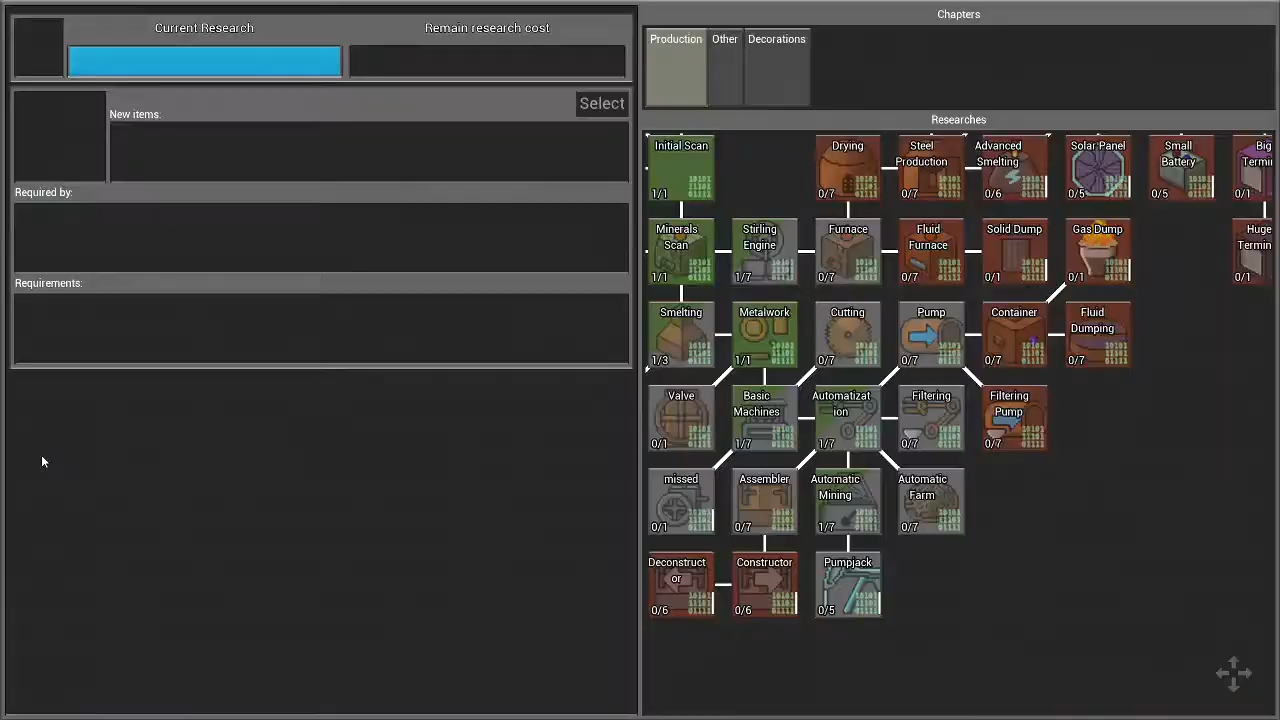 Current Research
Remain research cost
Select
New items:
Required by:
Requirements:
Chapters
Production
Other
Decorations
Researches
Initial Scan
1/1
Drying
0/7
Steel
Production
0/7
Advanced
Smelting
0/6
Solar Panel
0/5
Small
Battery
0/5
Big
Termi
0/1
Minerals
Scan
1/1
Stirling
Engine
1/7
Furnace
0/7
Fluid
Furnace
0/7
Solid Dump
0/1
Gas Dump
0/1
Huge
Termin
0/1
Smelting
1/3
Metalwork
1/1
Cutting
0/7
Pump
0/7
Container
0/7
Fluid
Dumping
0/7
Valve
0/1
Basic
Machines
1/7
Automatizat
ion
1/7
Filtering
0/7
Filtering
Pump
0/7
missed
0/1
Assembler
0/7
Automatic
Mining
1/7
Automatic
Farm
0/7
Deconstruct
or
0/6
Constructor
0/6
Pumpjack
0/5